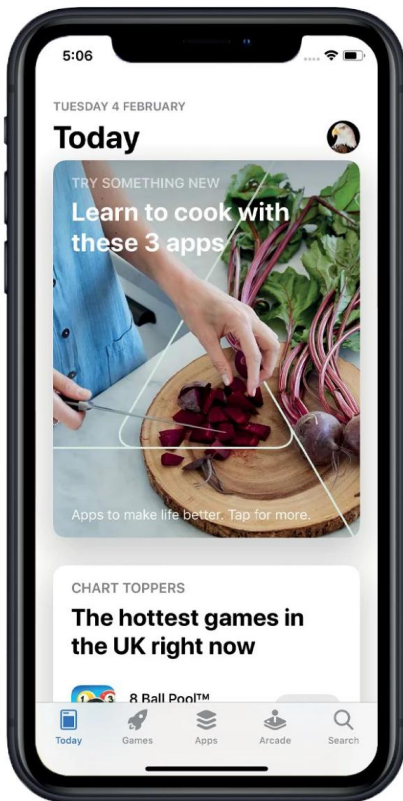 5:06
TUESDAY 4 FEBRUARY
Today
TRY SOMETHING NEW
Learn to cook with
these 3 apps
Apps to make life better. Tap for more.
CHART TOPPERS
The hottest games in
the UK right now
1 3
8 Ball Pool™
Today Games Apps Arcade Search